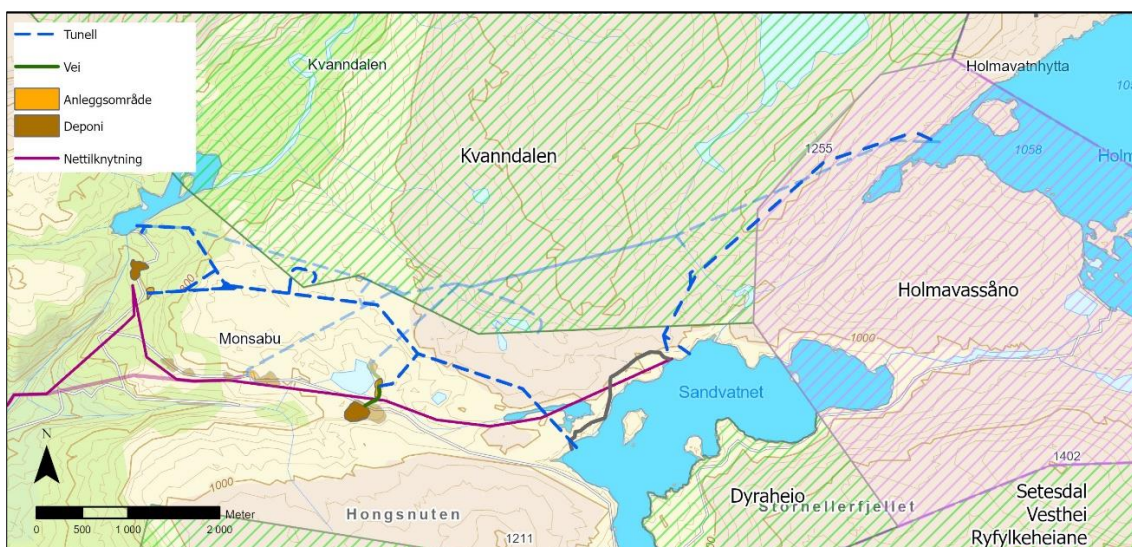 Tunell
Vei
Anleggsområde
Deponi
Nettilknytning
Kvanndalen
Holmavatnhytta
Kvanndalen
1255
1058
Holm
Holmavassåno
1000
Monsabu
Sandvatnet
1000
1402
Dyraheio
Stornellerfjellet
Setesdal
Vesthei
Ryfylkeheiane
Hongsnuten
1211
N
Meter
0 500 1 000 2 000